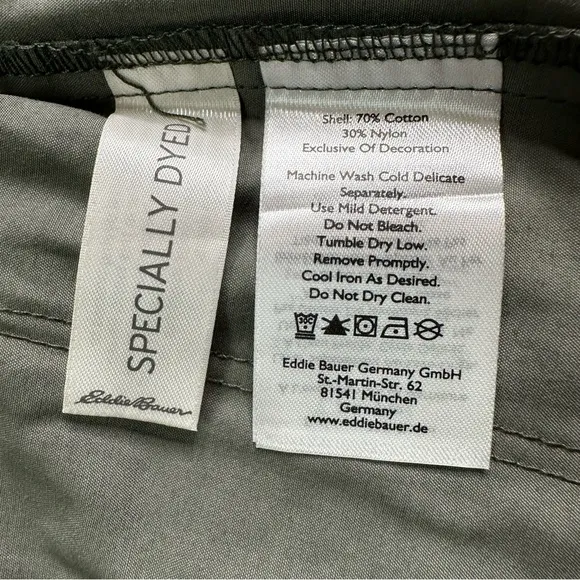 SPECIALLY DYED
Eddie Bauer
Shell: 70% Cotton
30% Nylon
Exclusive Of Decoration
Machine Wash Cold Delicate
Separately.
Use Mild Detergent.
Do Not Bleach.
Tumble Dry Low.
Remove Promptly.
Cool Iron As Desired.
Do Not Dry Clean.
30C
Eddie Bauer Germany GmbH
St.-Martin-Str. 62
81541 München
Germany
www.eddiebauer.de